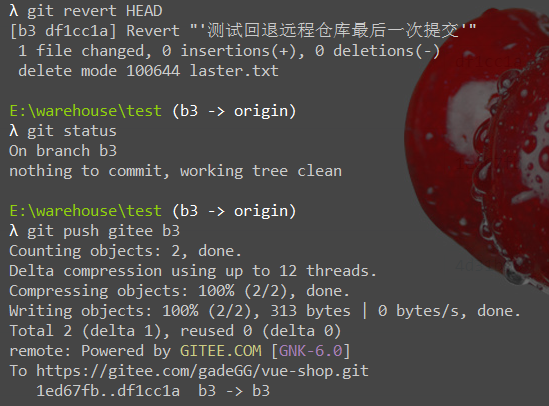 λ git revert HEAD
[b3 df1cc1a] Revert "'测试回退远程仓库最后一次提交'"
 1 file changed, 0 insertions(+), 0 deletions(-)
 delete mode 100644 laster.txt
E:\warehouse\test (b3 -> origin)
λ git status
On branch b3
nothing to commit, working tree clean
E:\warehouse\test (b3 -> origin)
λ git push gitee b3
Counting objects: 2, done.
Delta compression using up to 12 threads.
Compressing objects: 100% (2/2), done.
Writing objects: 100% (2/2), 313 bytes | 0 bytes/s, done.
Total 2 (delta 1), reused 0 (delta 0)
remote: Powered by GITEE.COM [GNK-6.0]
To https://gitee.com/gadeGG/vue-shop.git
   1ed67fb..df1cc1a  b3 -> b3